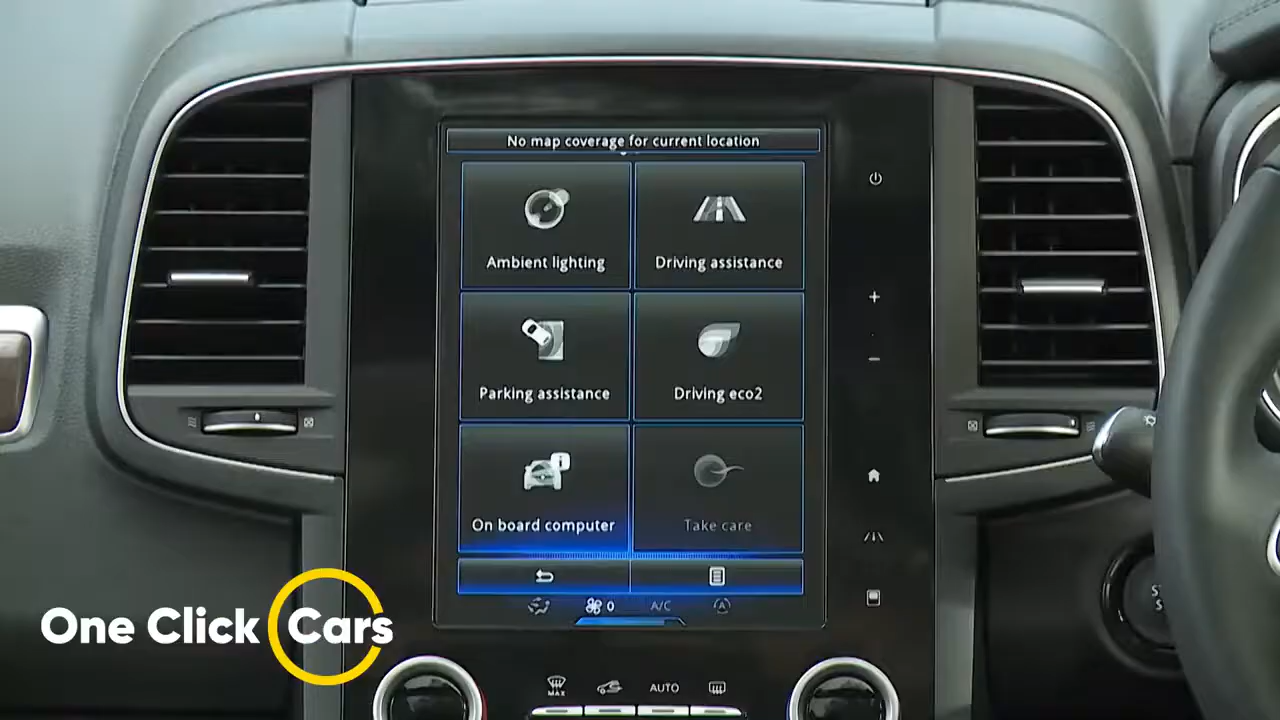 No map coverage for current location
Ambient lighting
Driving assistance
Parking assistance
Driving eco2
On board computer
Take care
0
A/C
A
One Click Cars
MAX
AUTO